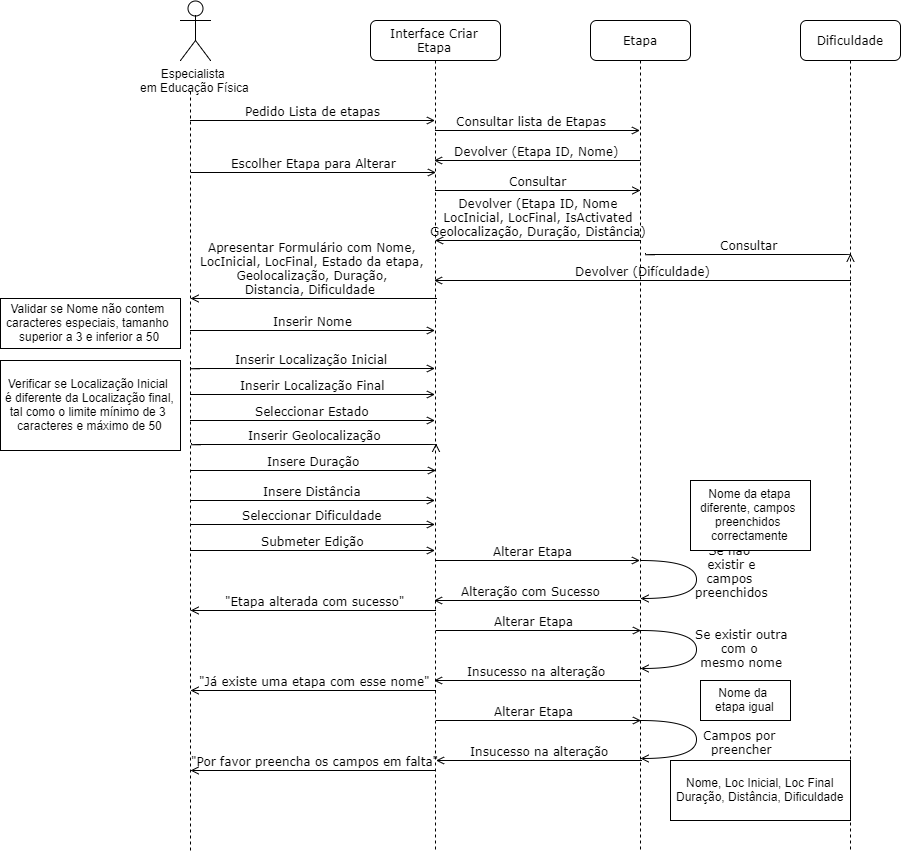 Interface Criar
Etapa
Etapa
Dificuldade
Especialista
em Educação Física
Pedido Lista de etapas
Consultar lista de Etapas
Devolver (Etapa ID, Nome)
Escolher Etapa para Alterar
Consultar
Devolver (Etapa ID, Nome
LocInicial, LocFinal, IsActivated
Geolocalização, Duração, Distância)
Consultar
Apresentar Formulário com Nome,
LocInicial, LocFinal, Estado da etapa,
Geolocalização, Duração,
Distancia, Dificuldade
Devolver (Dificuldade)
Validar se Nome não contem
caracteres especiais, tamanho
superior a 3 e inferior a 50
Inserir Nome
Inserir Localização Inicial
Verificar se Localização Inicial
é diferente da Localização final,
tal como o limite mínimo de 3
caracteres e máximo de 50
Inserir Localização Final
Seleccionar Estado
Inserir Geolocalização
Insere Duração
Insere Distância
Seleccionar Dificuldade
Submeter Edição
Nome da etapa
diferente, campos
preenchidos
correctamente
Alterar Etapa
Se não
existir e
campos
preenchidos
Alteração com Sucesso
"Etapa alterada com sucesso"
Alterar Etapa
Se existir outra
com o
mesmo nome
Insucesso na alteração
"Já existe uma etapa com esse nome"
Nome da
etapa igual
Alterar Etapa
Campos por
preencher
Insucesso na alteração
"Por favor preencha os campos em falta"
Nome, Loc Inicial, Loc Final
Duração, Distância, Dificuldade